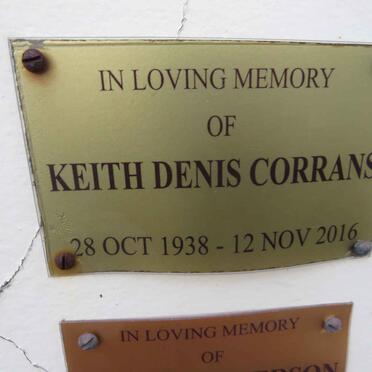 IN LOVING MEMORY
OF
KEITH DENIS CORRANS
28 OCT 1938 - 12 NOV 2016
IN LOVING MEMORY
OF